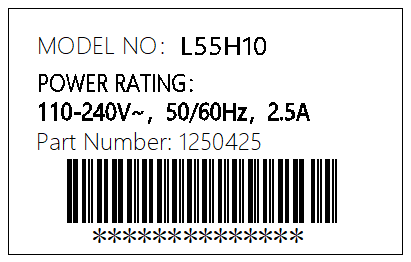 MODEL NO： L55H10
POWER RATING：
110-240V~，50/60Hz，2.5A
Part Number: 1250425
**************